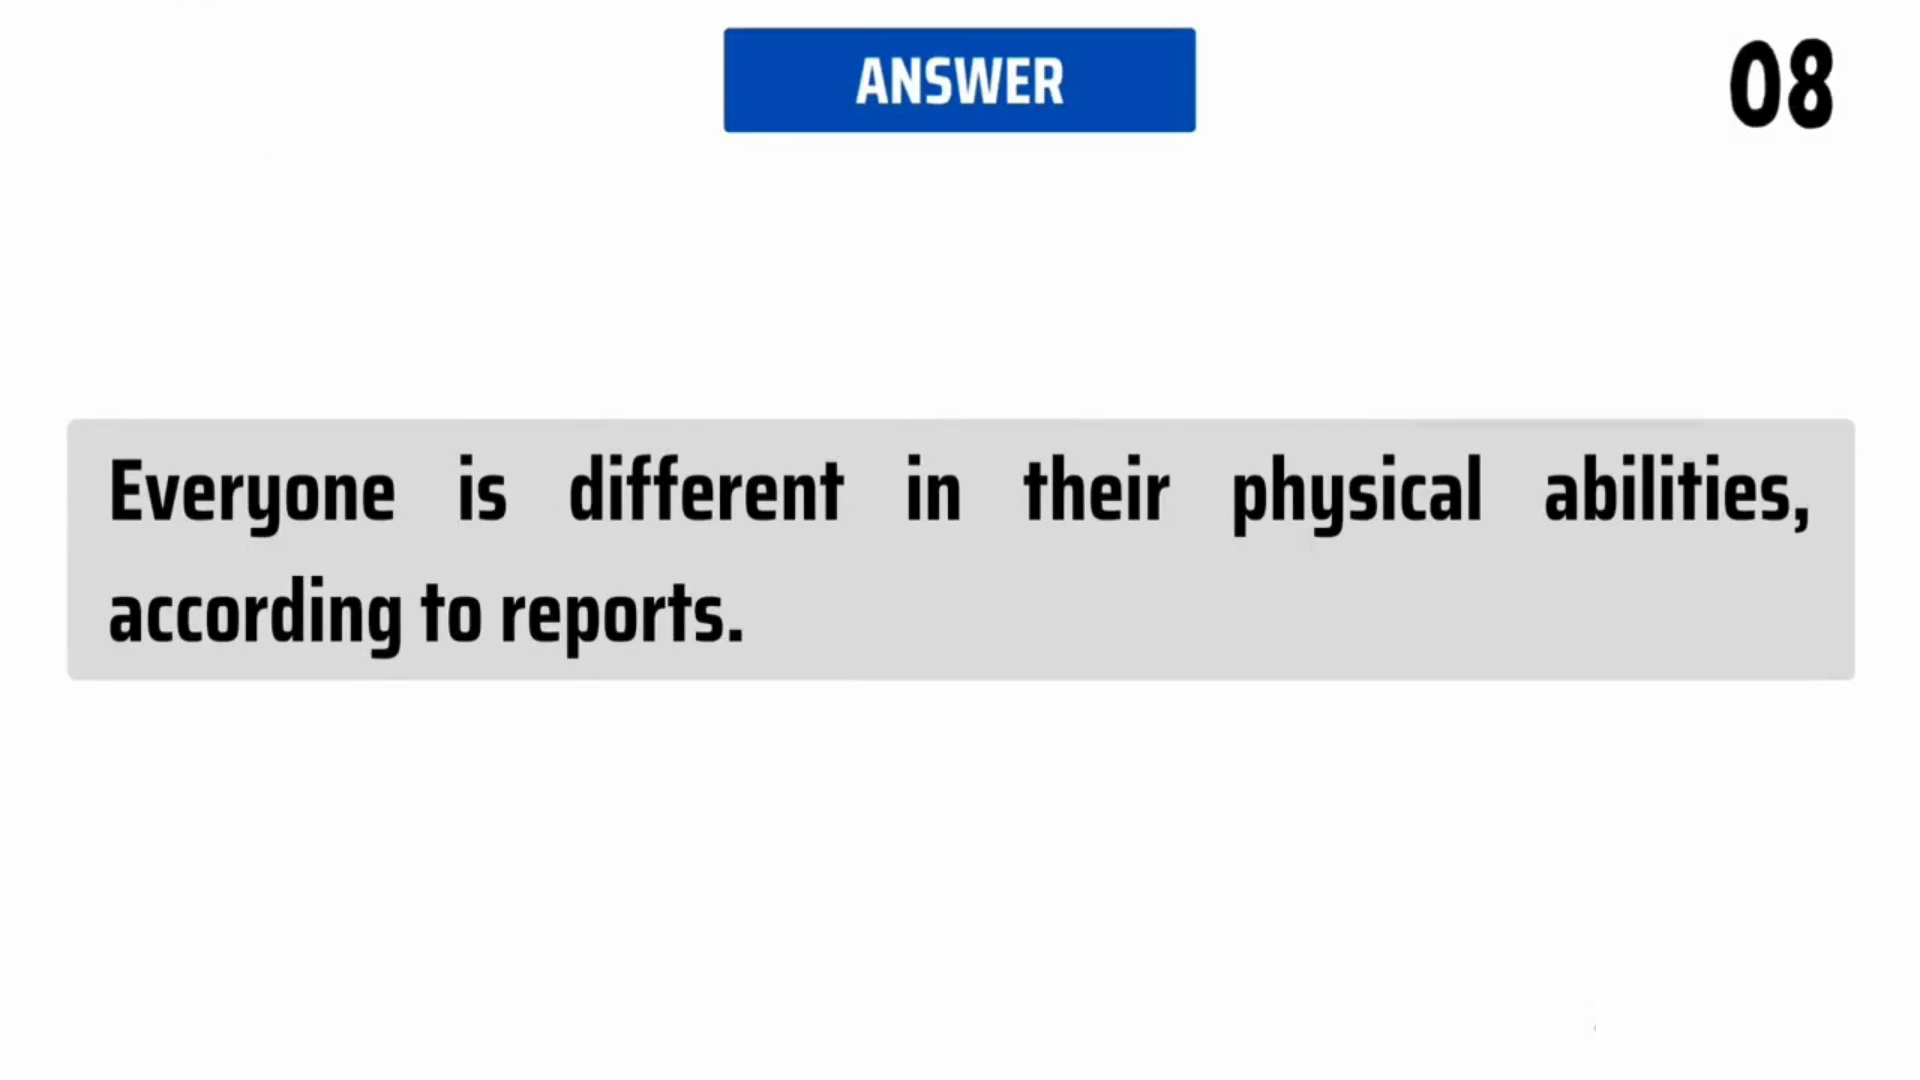 ANSWER
08
Everyone is different in their physical abilities,
according to reports.